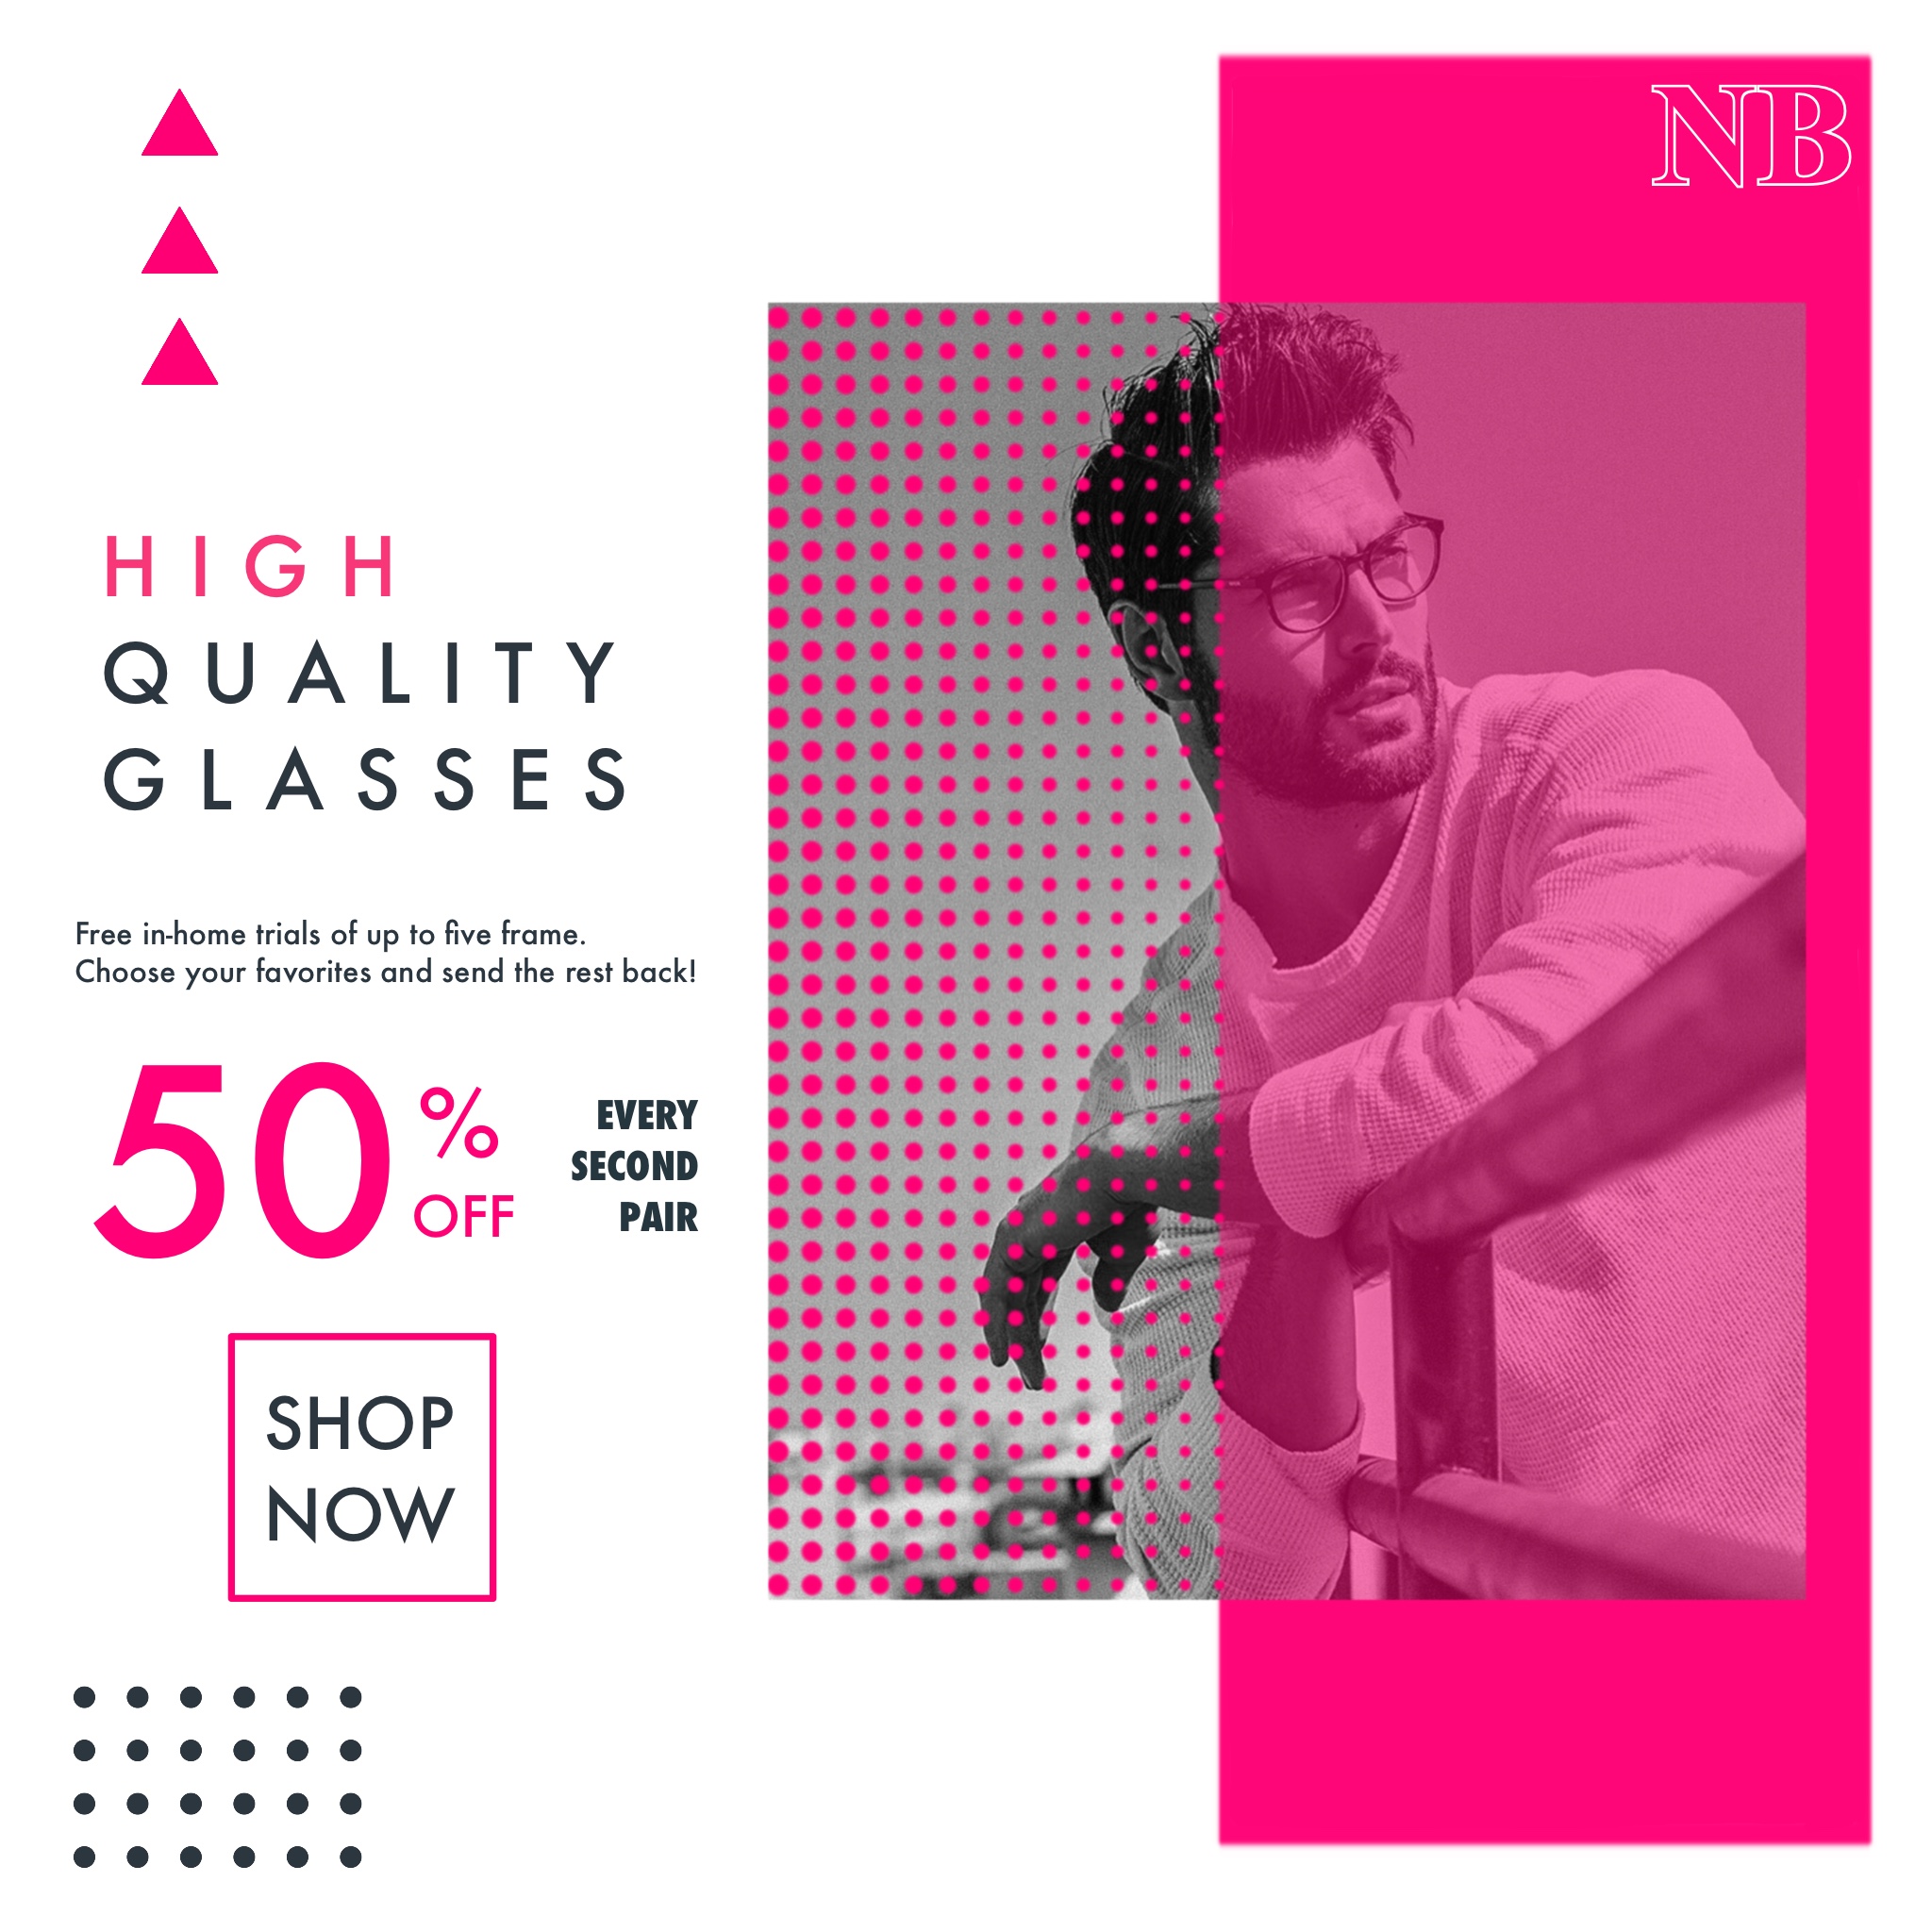 NB
HIGH
QUALITY
GLASSES
Free in-home trials of up to five frame.
Choose your favorites and send the rest back!
50%
OFF
EVERY
SECOND
PAIR
SHOP
NOW